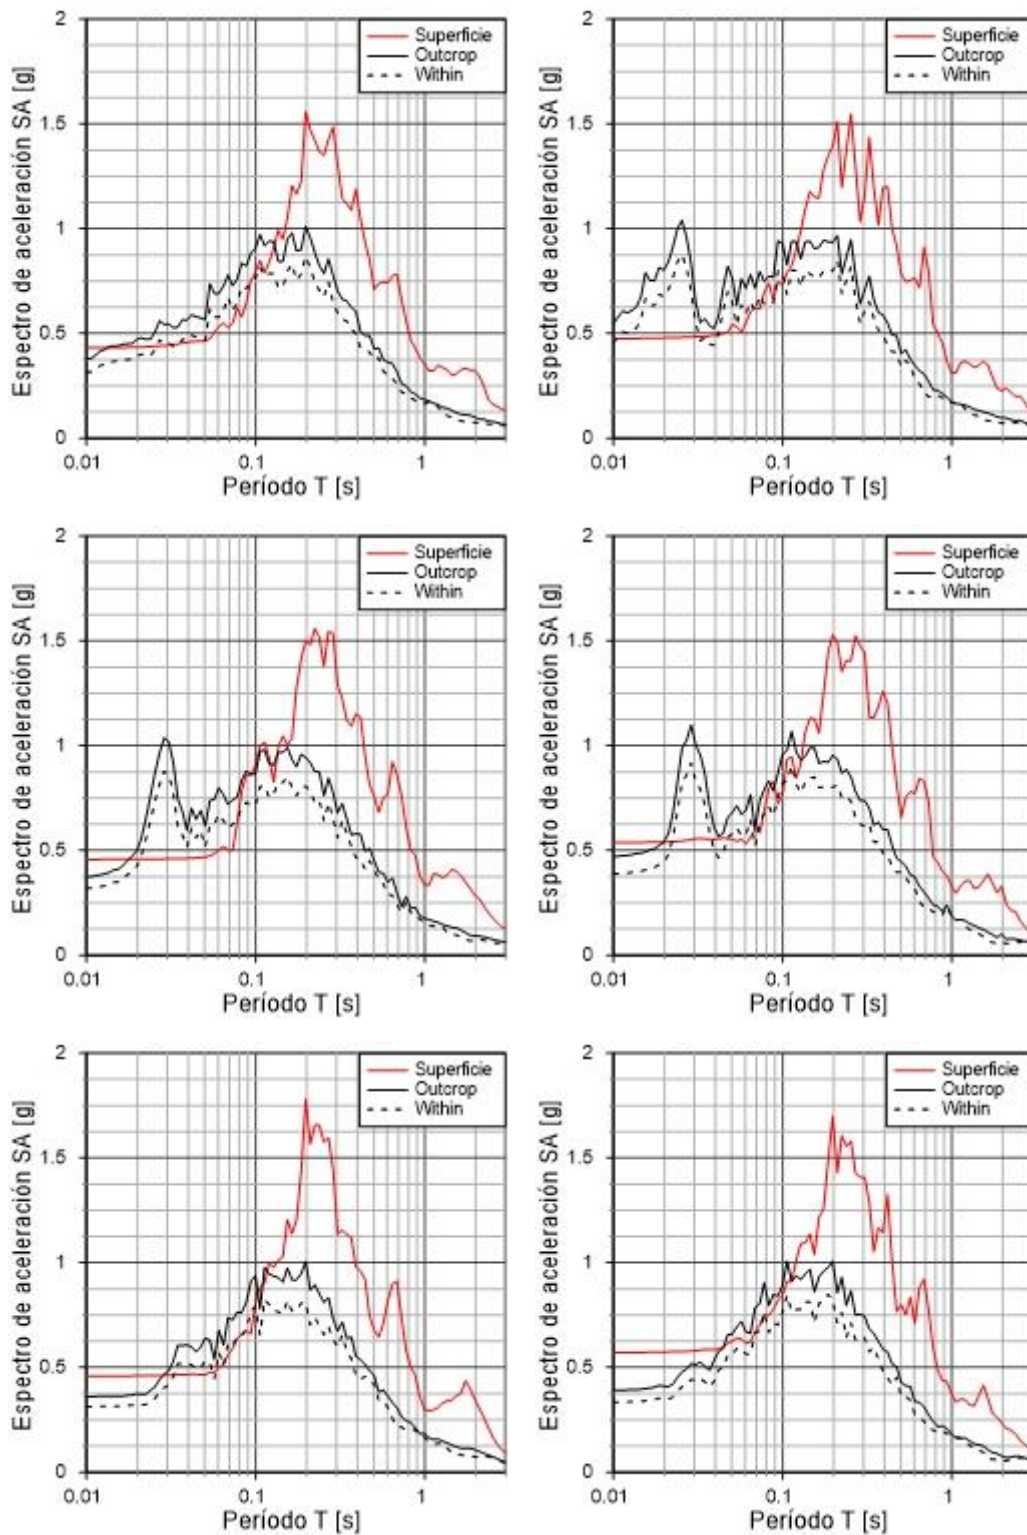 2
1.5
1
0.5
0
Espectro de aceleración SA [g]
Superficie
Outcrop
Within
0.01
0.1
1
Período T [s]
2
1.5
1
0.5
0
Espectro de aceleración SA [g]
Superficie
Outcrop
Within
0.01
0.1
1
Período T [s]
2
1.5
1
0.5
0
Espectro de aceleración SA [g]
Superficie
Outcrop
Within
0.01
0.1
1
Período T [s]
2
1.5
1
0.5
0
Espectro de aceleración SA [g]
Superficie
Outcrop
Within
0.01
0.1
1
Período T [s]
2
1.5
1
0.5
0
Espectro de aceleración SA [g]
Superficie
Outcrop
Within
0.01
0.1
1
Período T [s]
2
1.5
1
0.5
0
Espectro de aceleración SA [g]
Superficie
Outcrop
Within
0.01
0.1
1
Período T [s]